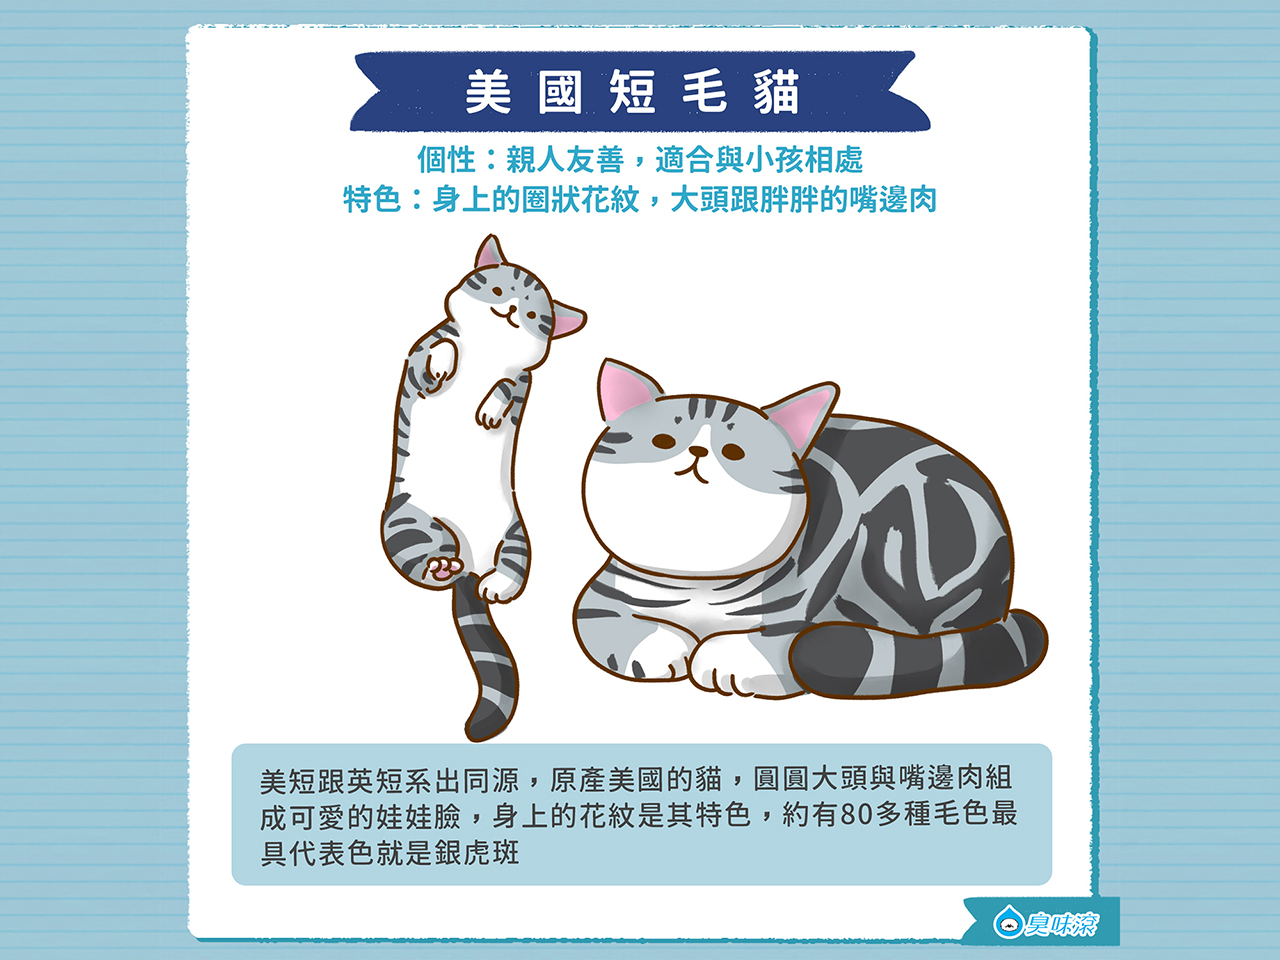 美國短毛貓
個性：親人友善，適合與小孩相處
特色：身上的圈狀花紋，大頭跟胖胖的嘴邊肉
美短跟英短系出同源，原產美國的貓，圓圓大頭與嘴邊肉組
成可愛的娃娃臉，身上的花紋是其特色，約有80多種毛色最
具代表色就是銀虎斑
臭味滾